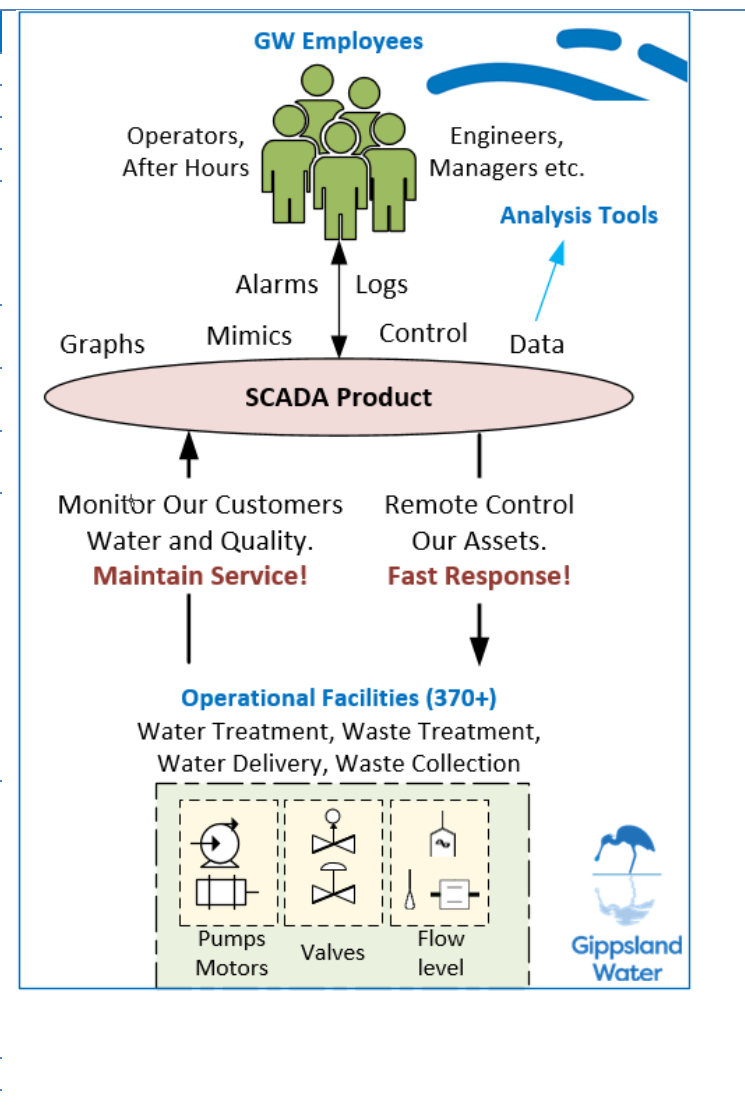 GW Employees
Operators,
After Hours
Engineers,
Managers etc.
Analysis Tools
Alarms
Logs
Graphs
Mimics
Control
Data
SCADA Product
Monitor Our Customers
Water and Quality.
Maintain Service!
Remote Control
Our Assets.
Fast Response!
Operational Facilities (370+)
Water Treatment, Waste Treatment,
Water Delivery, Waste Collection
Pumps
Motors
Valves
Flow
level
Gippsland
Water